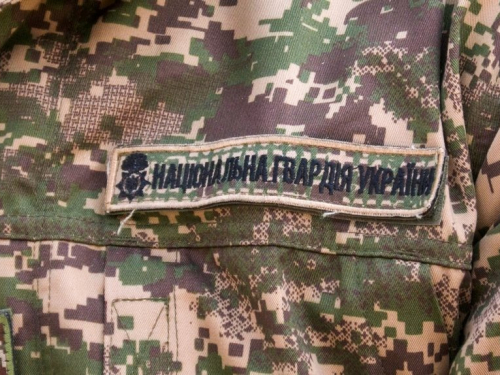 НАЦІОНАЛЬНА ГВАРДІЯ УКРАЇНИ